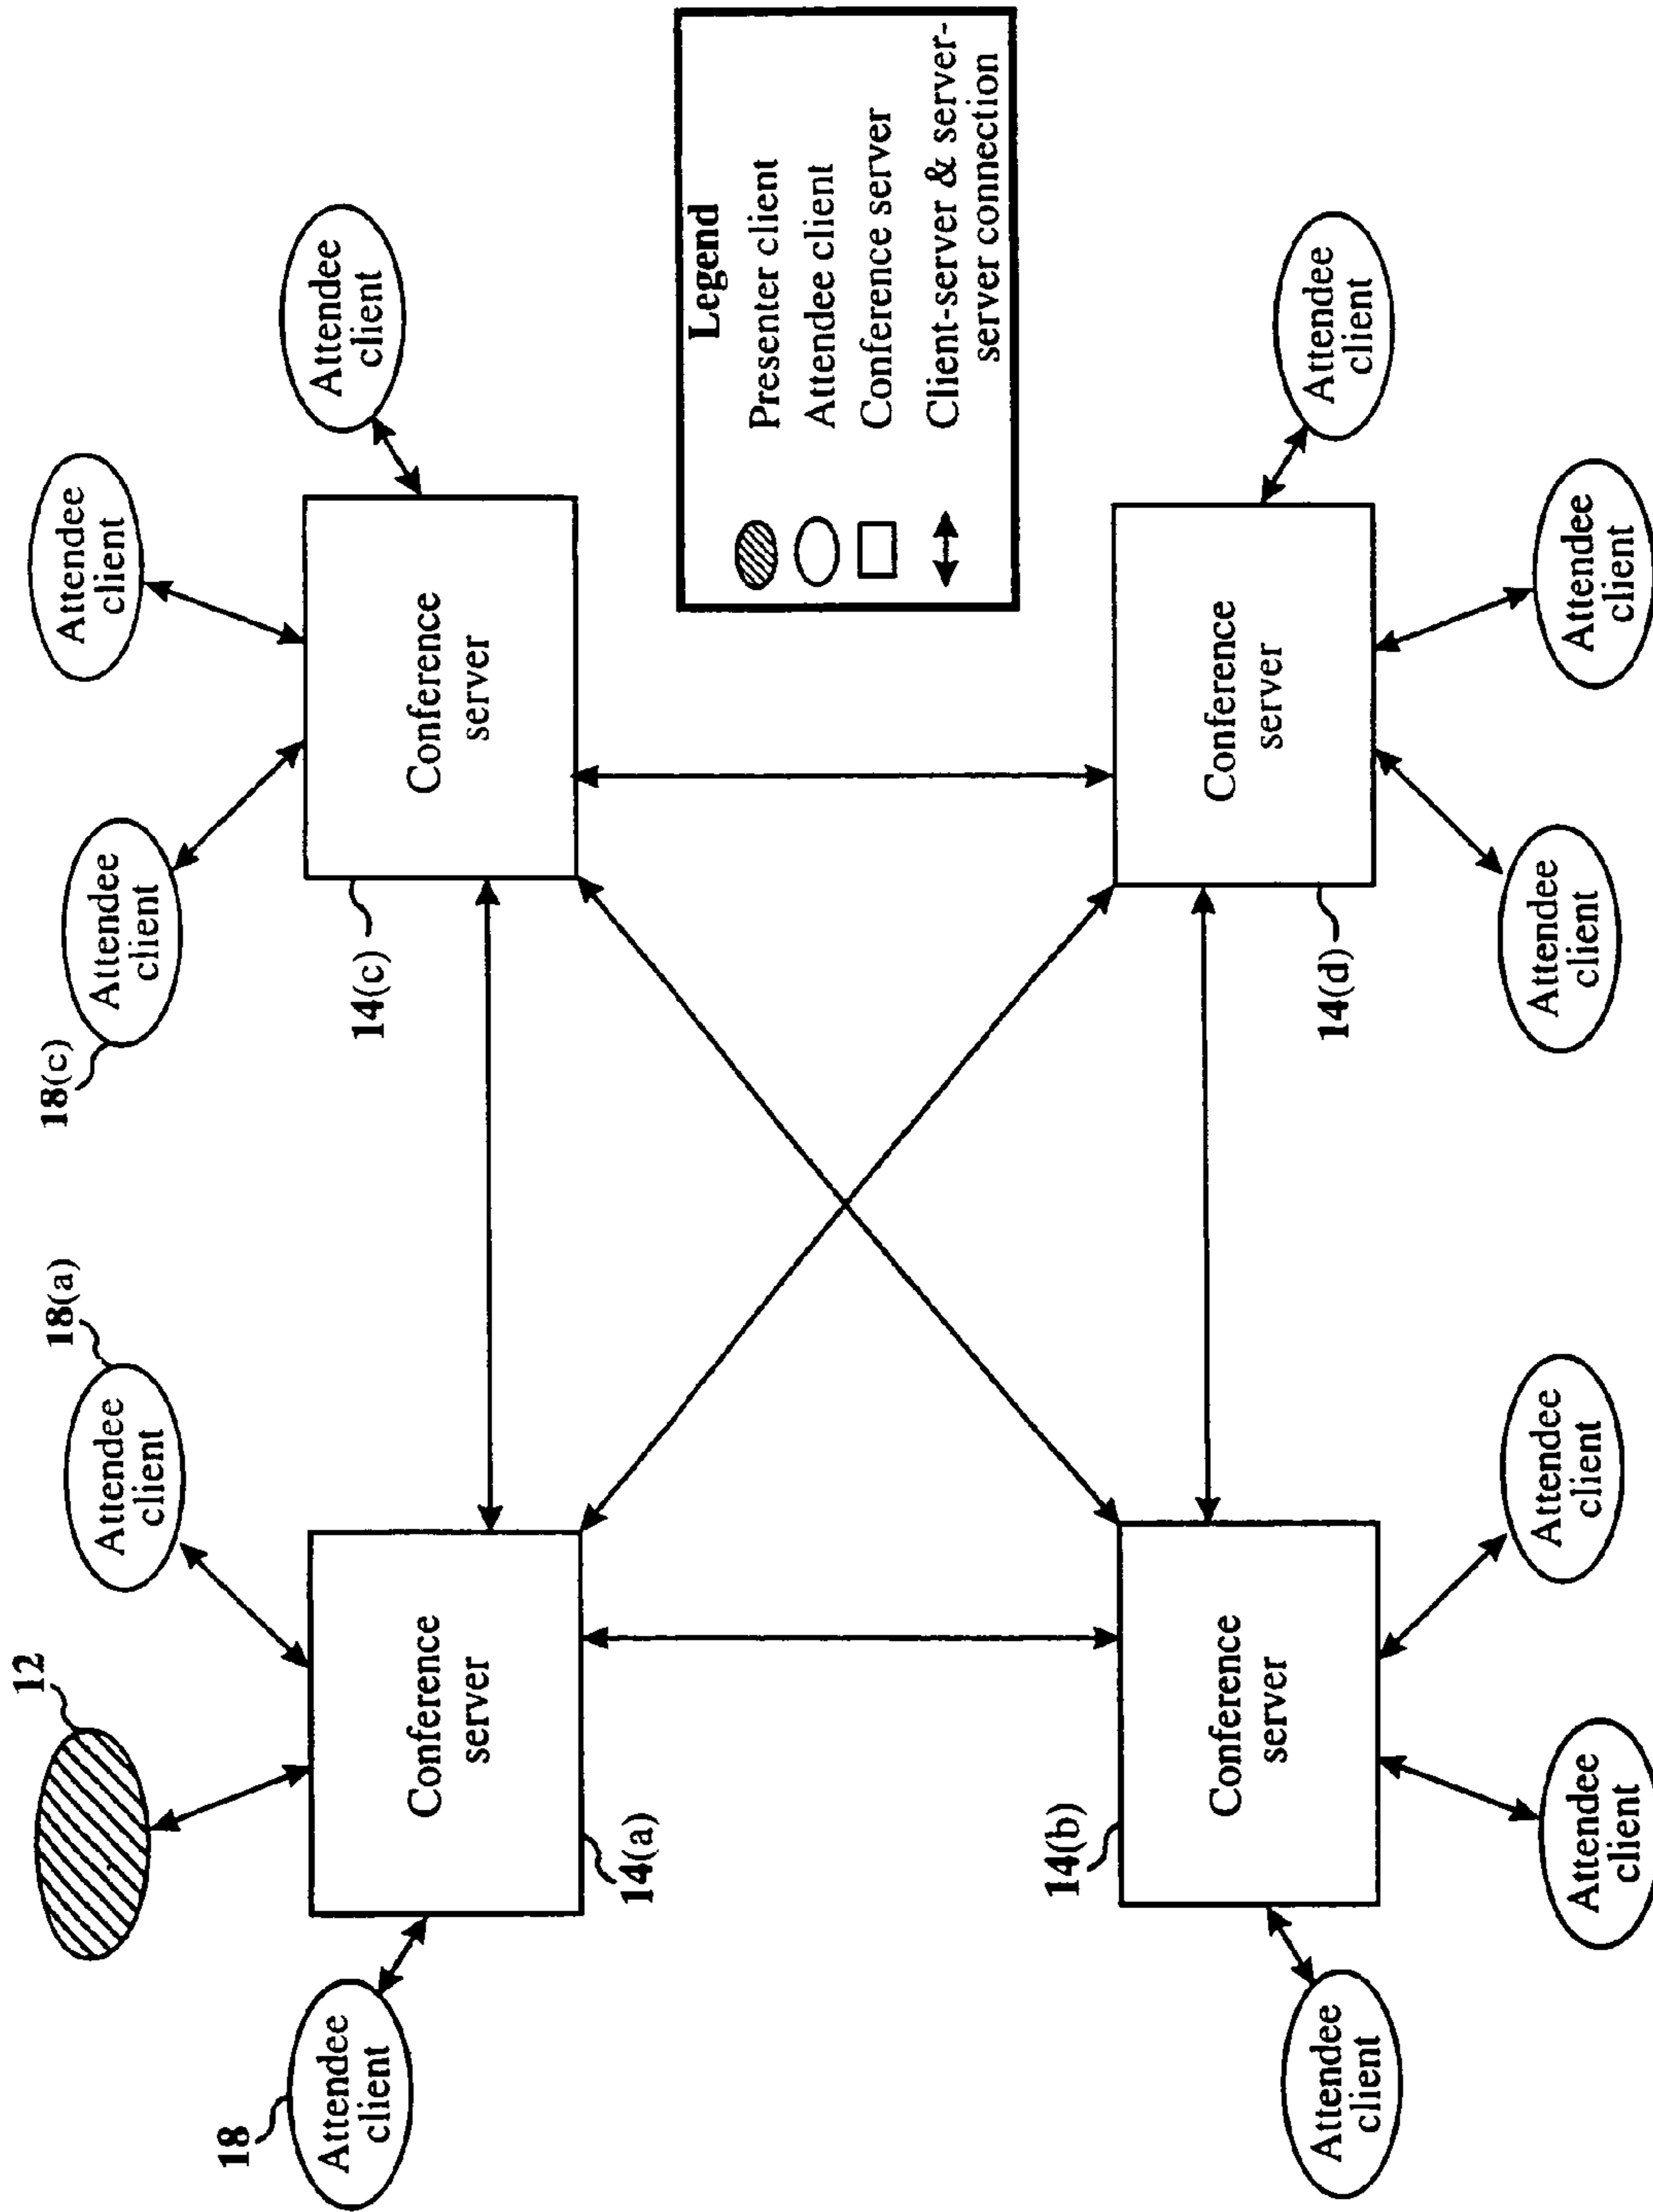 12
18(a)
18(c)
Attendee
client
Attendee
client
Attendee
client
18
Attendee
client
Attendee
client
14(c)
Conference
server
Conference
server
14(a)
Legend
Presenter client
Attendee client
Conference server
Client-server & server-
server connection
14(b)
Conference
server
Conference
server
14(d)
Attendee
client
Attendee
client
Attendee
client
Attendee
client
Attendee
client
Attendee
client